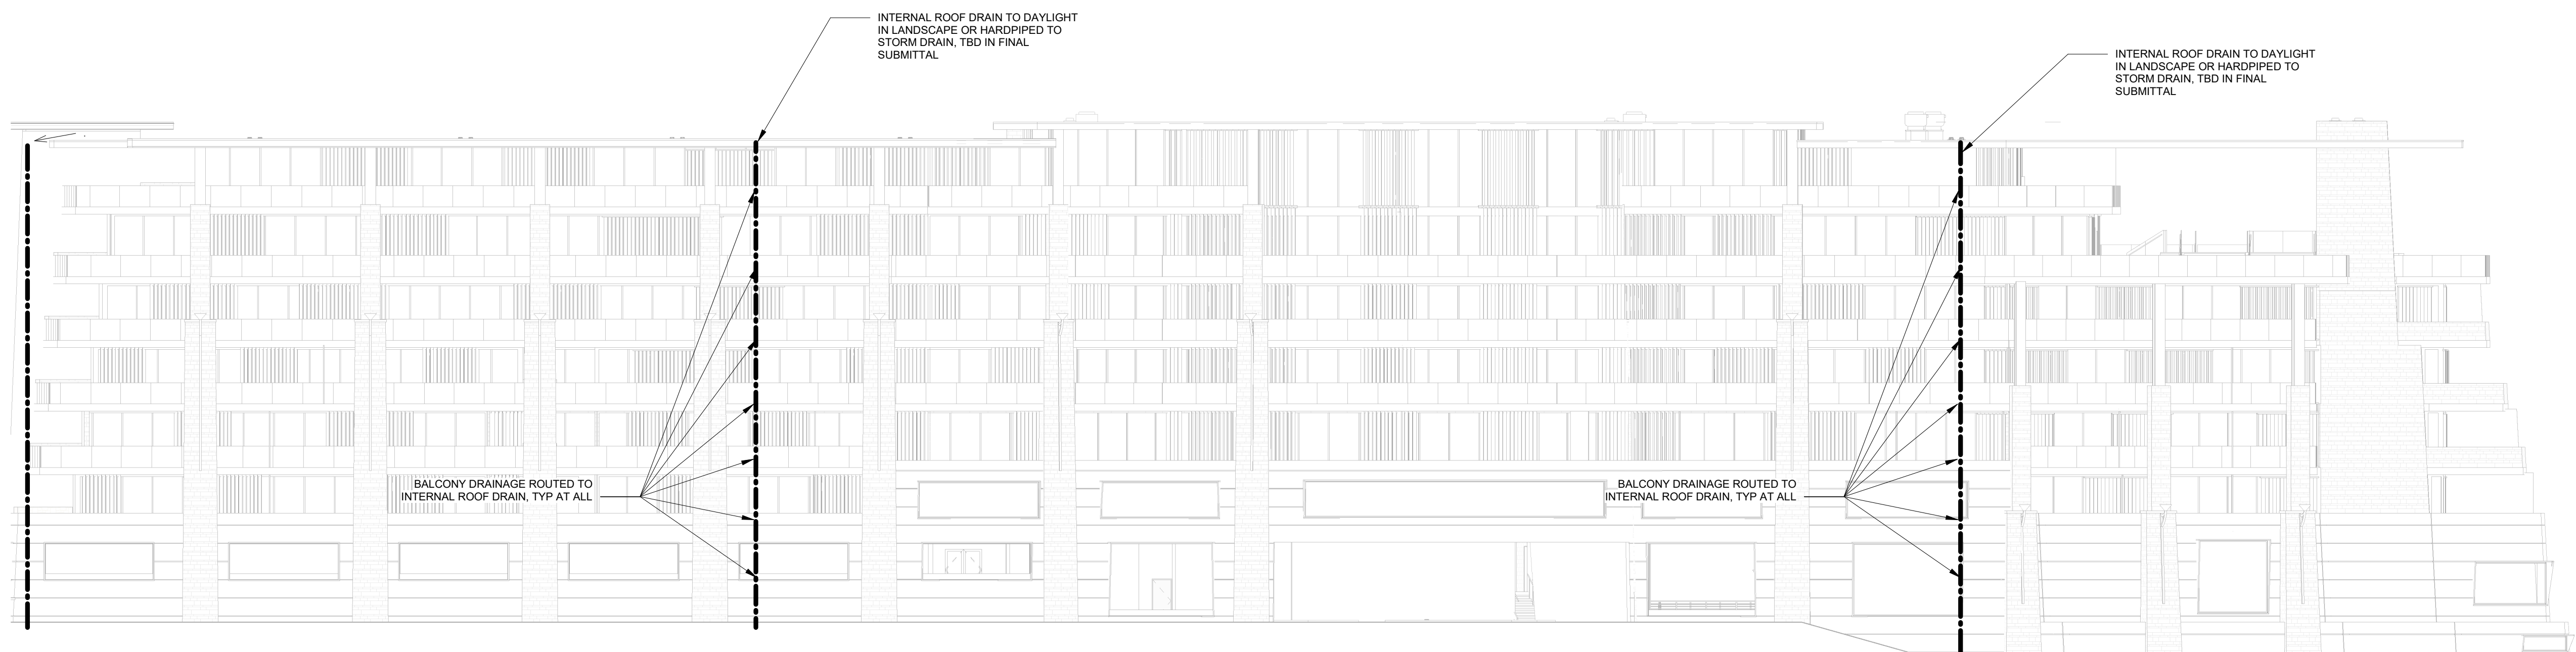 INTERNAL ROOF DRAIN TO DAYLIGHT
IN LANDSCAPE OR HARDPIPED TO
STORM DRAIN, TBD IN FINAL
SUBMITTAL
INTERNAL ROOF DRAIN TO DAYLIGHT
IN LANDSCAPE OR HARDPIPED TO
STORM DRAIN, TBD IN FINAL
SUBMITTAL
BALCONY DRAINAGE ROUTED TO
INTERNAL ROOF DRAIN, TYP AT ALL
BALCONY DRAINAGE ROUTED TO
INTERNAL ROOF DRAIN, TYP AT ALL